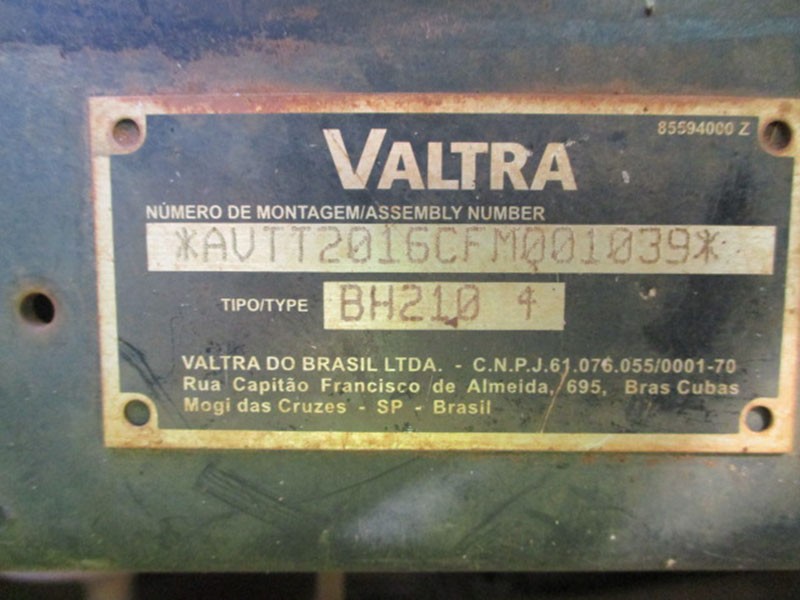 85594000 Z
VALTRA
NÚMERO DE MONTAGEM/ASSEMBLY NUMBER
*AVTT2016CFM001039*
TIPO/TYPE BH210 4
VALTRA DO BRASIL LTDA. - C.N.P.J.61.076.055/0001-70
Rua Capitão Francisco de Almeida, 695, Bras Cubas
Mogi das Cruzes - SP - Brasil